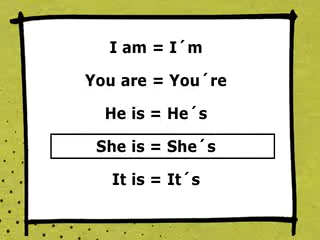 I am = I´m
You are = You´re
He is = He´s
She is = She´s
It is = It´s